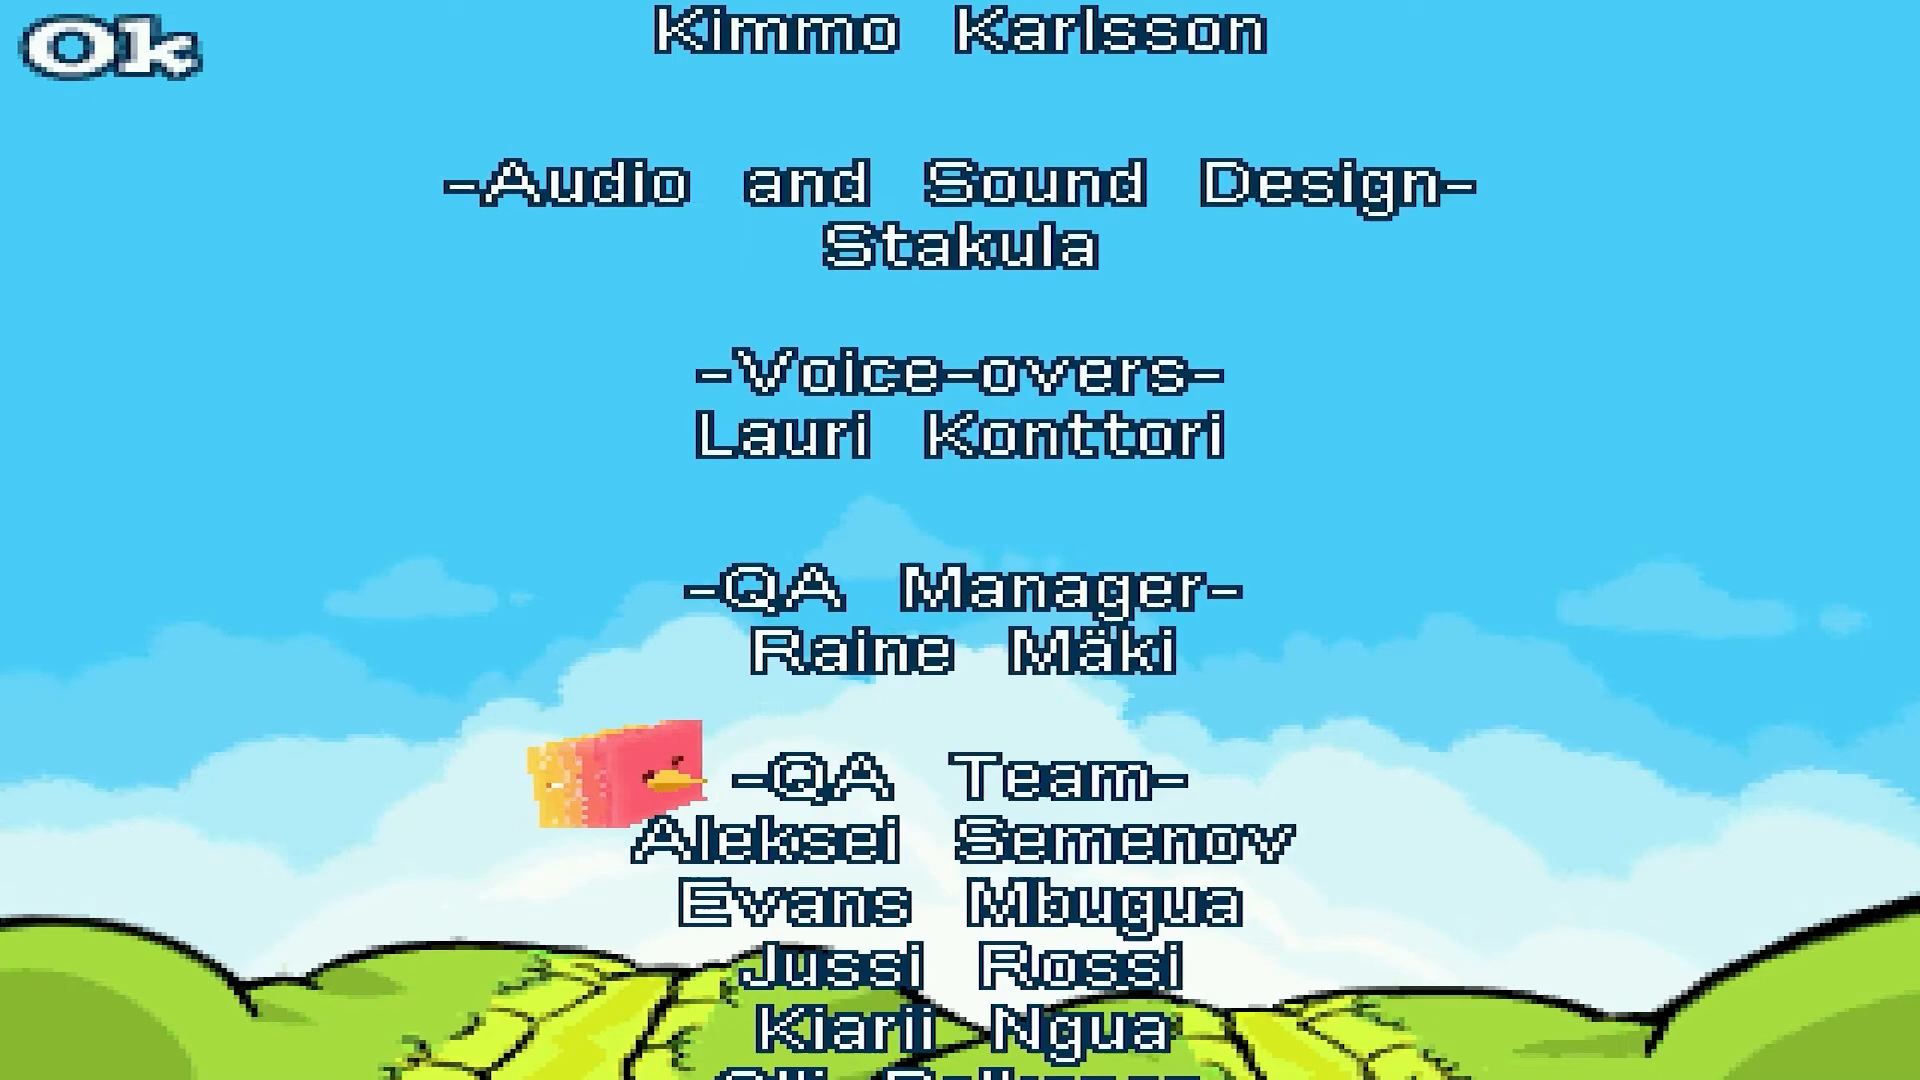 Ok
Kimmo Karlsson
-Audio and Sound Design-
Stakula
-Voice-overs-
Lauri Konttori
-QA Manager-
Raine Mäki
-QA Team-
Aleksei Semenov
Evans Mbugua
Jussi Rossi
Kiarii Ngua